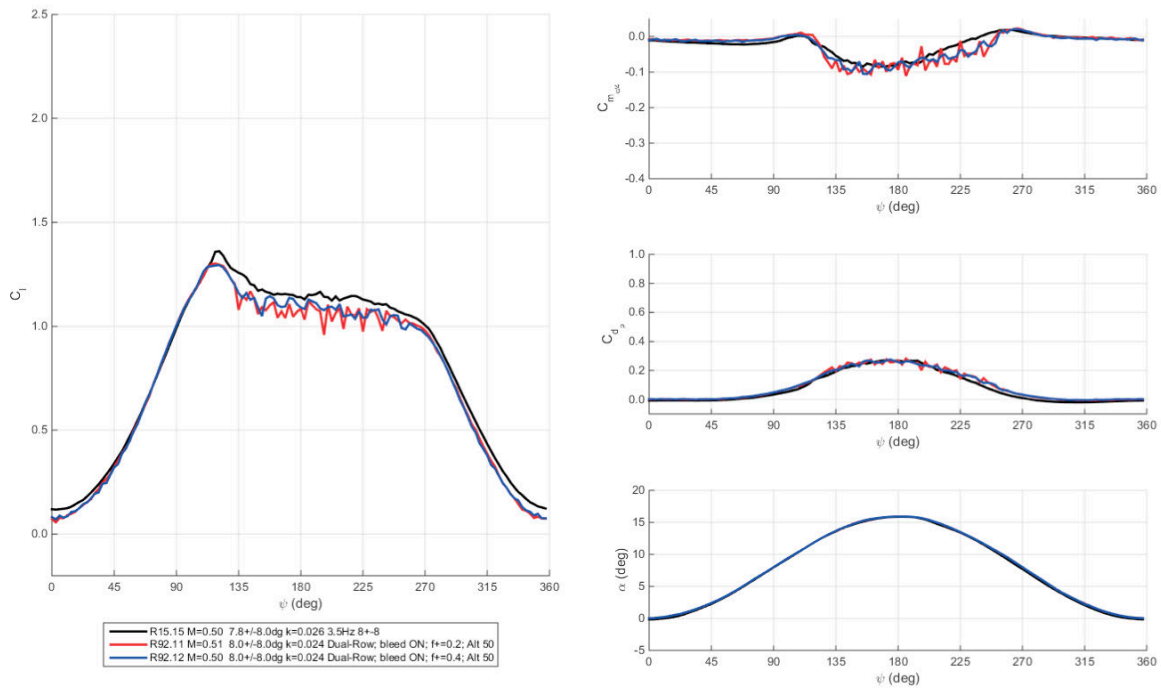 2.5
2.0
1.5
1.0
0.5
0.0
C_l
0 45 90 135 180 225 270 315 360
ψ (deg)
R15.15 M=0.50 7.8+/-8.0dg k=0.026 3.5Hz 8+-8
R92.11 M=0.51 8.0+/-8.0dg k=0.024 Dual-Row; bleed ON; f+=0.2; Alt 50
R92.12 M=0.50 8.0+/-8.0dg k=0.024 Dual-Row; bleed ON; f+=0.4; Alt 50
0.0
-0.1
-0.2
-0.3
-0.4
C_m_c/4
0 45 90 135 180 225 270 315 360
ψ (deg)
1.0
0.8
0.6
0.4
0.2
0.0
C_d_p
0 45 90 135 180 225 270 315 360
ψ (deg)
20
15
10
5
0
-5
α (deg)
0 45 90 135 180 225 270 315 360
ψ (deg)